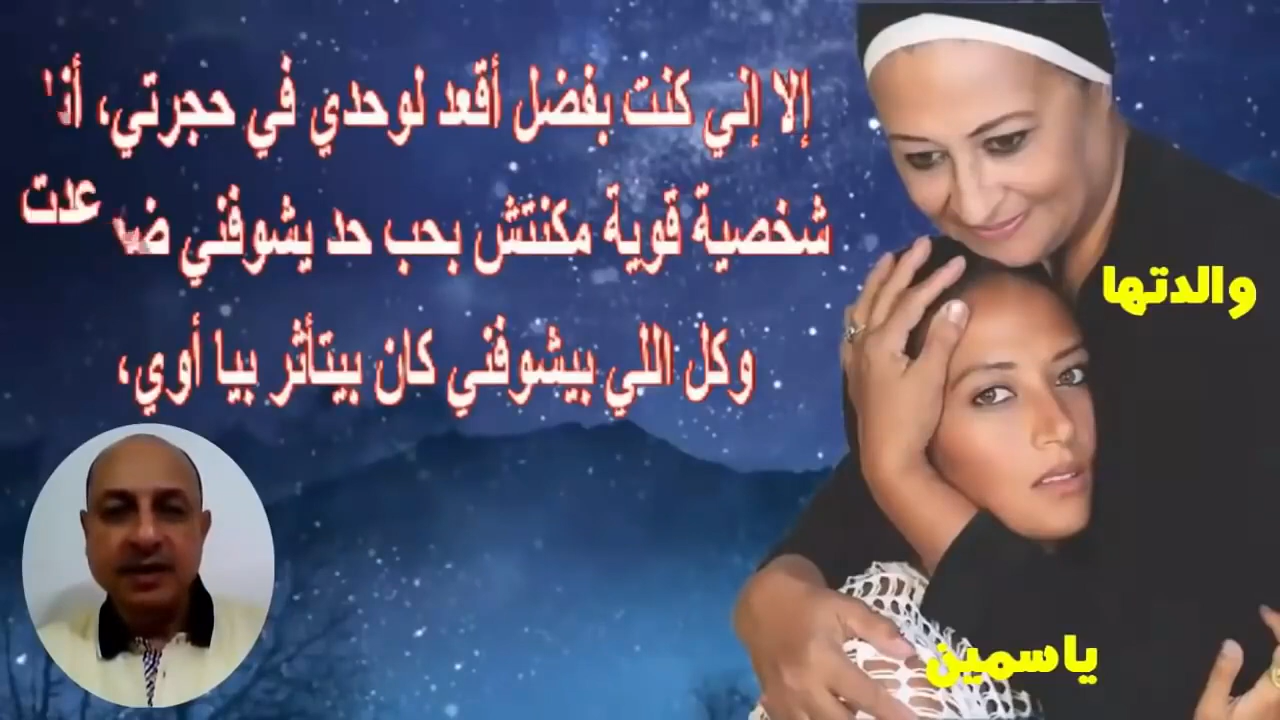 إلا إني كنت بفضل أقعد لوحدي في حجرتي، أنا
شخصية قوية مكنتش بحب حد يشوفني
وكل اللي بيشوفني كان بيتأثر بيا أوي،
والدتها
ياسمين